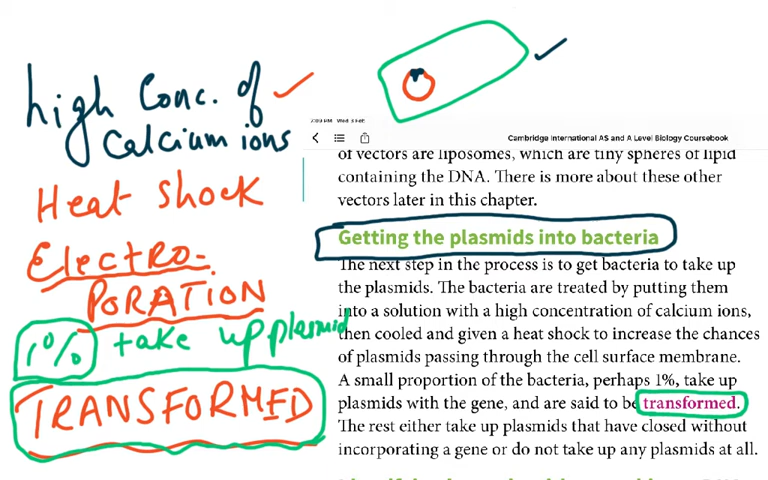 high Conc. of
Calcium ions
Heat shock
Electro-
PORATION
1% take up plasmid
TRANSFORMED
Cambridge International AS and A Level Biology Coursebook
of vectors are liposomes, which are tiny spheres of lipid
containing the DNA. There is more about these other
vectors later in this chapter.
Getting the plasmids into bacteria
The next step in the process is to get bacteria to take up
the plasmids. The bacteria are treated by putting them
into a solution with a high concentration of calcium ions,
then cooled and given a heat shock to increase the chances
of plasmids passing through the cell surface membrane.
A small proportion of the bacteria, perhaps 1%, take up
plasmids with the gene, and are said to be transformed.
The rest either take up plasmids that have closed without
incorporating a gene or do not take up any plasmids at all.